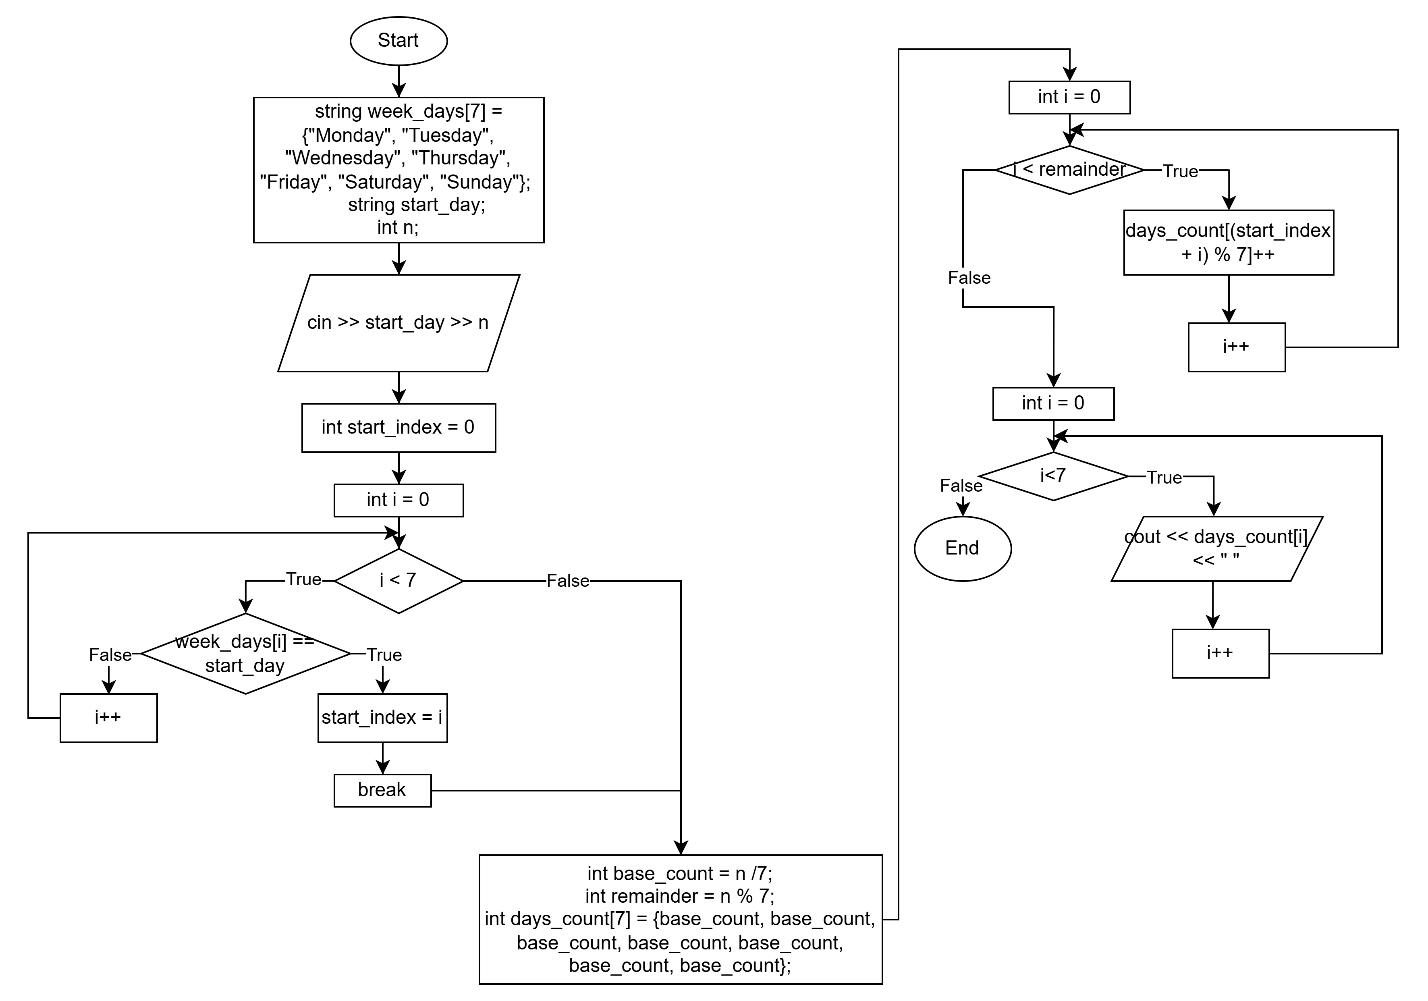 Start
string week_days[7] =
{"Monday", "Tuesday",
"Wednesday", "Thursday",
"Friday", "Saturday", "Sunday"};
string start_day;
int n;
cin >> start_day >> n
int start_index = 0
int i = 0
i < 7
True
False
week_days[i] ==
start_day
False
True
i++
start_index = i
break
int base_count = n /7;
int remainder = n % 7;
int days_count[7] = {base_count, base_count,
base_count, base_count, base_count,
base_count, base_count};
int i = 0
i < remainder
True
days_count[(start_index
+ i) % 7]++
False
i++
int i = 0
i<7
True
False
cout << days_count[i]
<< " "
End
i++